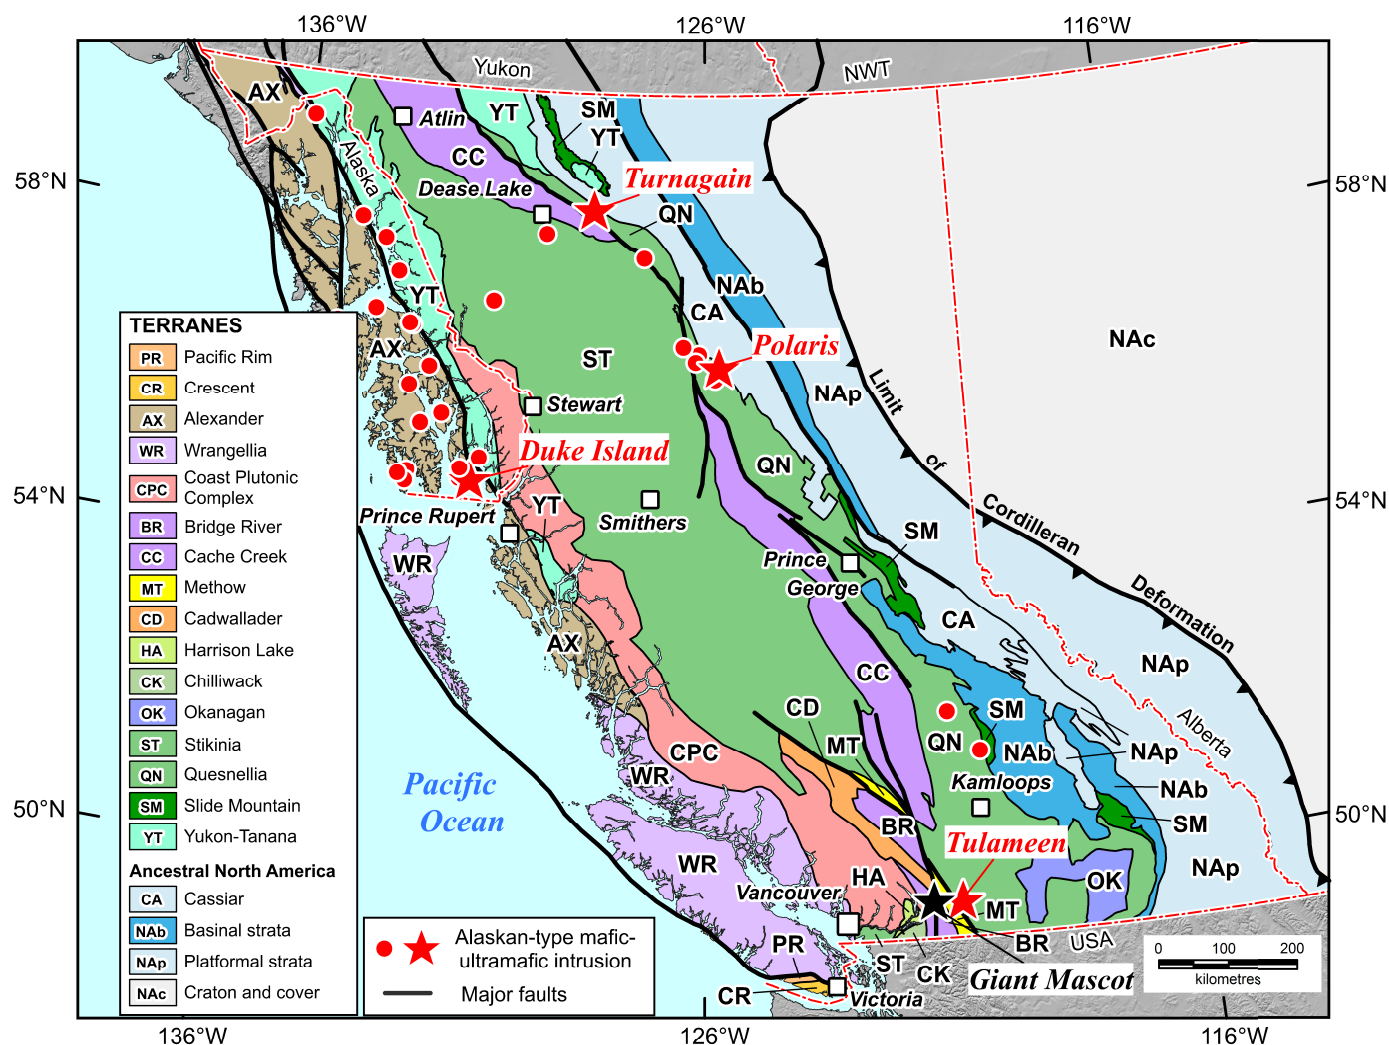 136°W
126°W
116°W
Yukon
NWT
AX
YT
SM
YT
Atlin
CC
Alaska
58°N
58°N
Dease Lake
Turnagain
QN
YT
NAb
CA
AX
ST
Polaris
NAc
NAp
Limit
of
Cordilleran
Deformation
Stewart
Duke Island
QN
54°N
54°N
Prince Rupert
YT
Smithers
SM
WR
Prince
George
CA
AX
NAp
CC
CD
SM
Alberta
MT
QN
NAb
NAp
CPC
WR
Kamloops
NAb
Pacific
Ocean
50°N
50°N
BR
SM
Tulameen
WR
HA
OK
NAp
Vancouver
MT
PR
BR
USA
ST
CK
Giant Mascot
CR
Victoria
TERRANES
PR Pacific Rim
CR Crescent
AX Alexander
WR Wrangellia
CPC Coast Plutonic
Complex
BR Bridge River
CC Cache Creek
MT Methow
CD Cadwallader
HA Harrison Lake
CK Chilliwack
OK Okanagan
ST Stikinia
QN Quesnellia
SM Slide Mountain
YT Yukon-Tanana
Ancestral North America
CA Cassiar
NAb Basinal strata
NAp Platformal strata
NAc Craton and cover
Alaskan-type mafic-
ultramafic intrusion
Major faults
0 100 200
kilometres
136°W
126°W
116°W